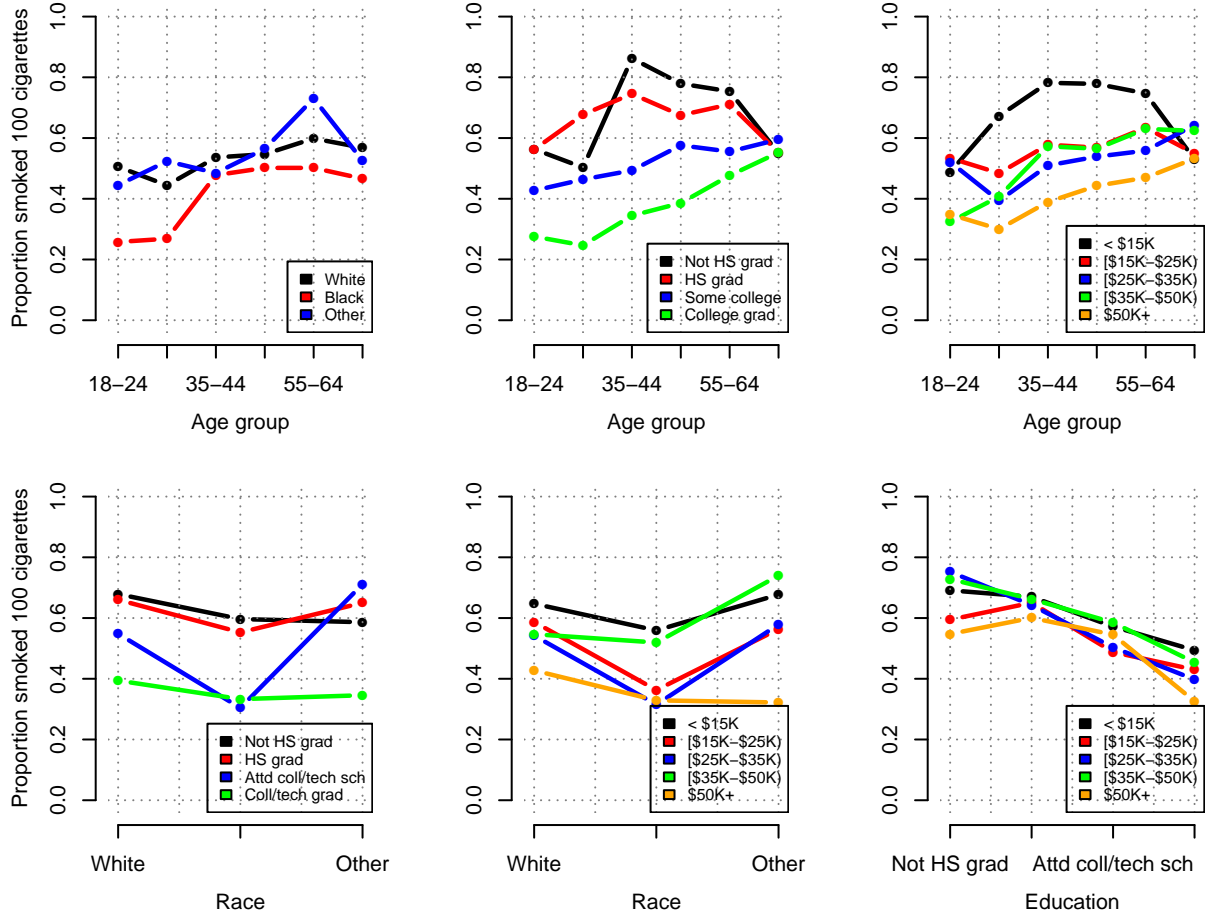 Proportion smoked 100 cigarettes
1.0
0.8
0.6
0.4
0.2
0.0
White
Black
Other
18–24
35–44
55–64
Age group
1.0
0.8
0.6
0.4
0.2
0.0
Not HS grad
HS grad
Some college
College grad
18–24
35–44
55–64
Age group
1.0
0.8
0.6
0.4
0.2
0.0
< $15K
[$15K–$25K)
[$25K–$35K)
[$35K–$50K)
$50K+
18–24
35–44
55–64
Age group
Proportion smoked 100 cigarettes
1.0
0.8
0.6
0.4
0.2
0.0
Not HS grad
HS grad
Attd coll/tech sch
Coll/tech grad
White
Other
Race
1.0
0.8
0.6
0.4
0.2
0.0
< $15K
[$15K–$25K)
[$25K–$35K)
[$35K–$50K)
$50K+
White
Other
Race
1.0
0.8
0.6
0.4
0.2
0.0
< $15K
[$15K–$25K)
[$25K–$35K)
[$35K–$50K)
$50K+
Not HS grad
Attd coll/tech sch
Education